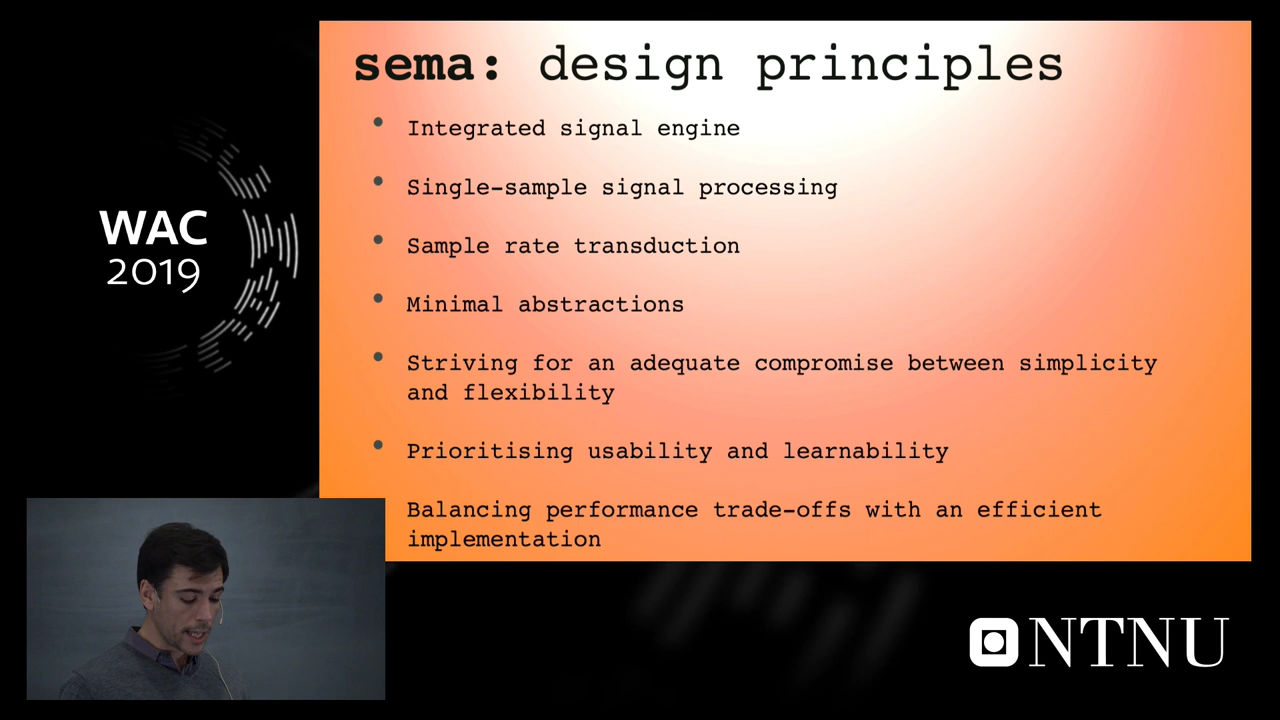 sema: design principles
Integrated signal engine
Single-sample signal processing
Sample rate transduction
Minimal abstractions
Striving for an adequate compromise between simplicity
and flexibility
Prioritising usability and learnability
Balancing performance trade-offs with an efficient
implementation
WAC
2019
NTNU